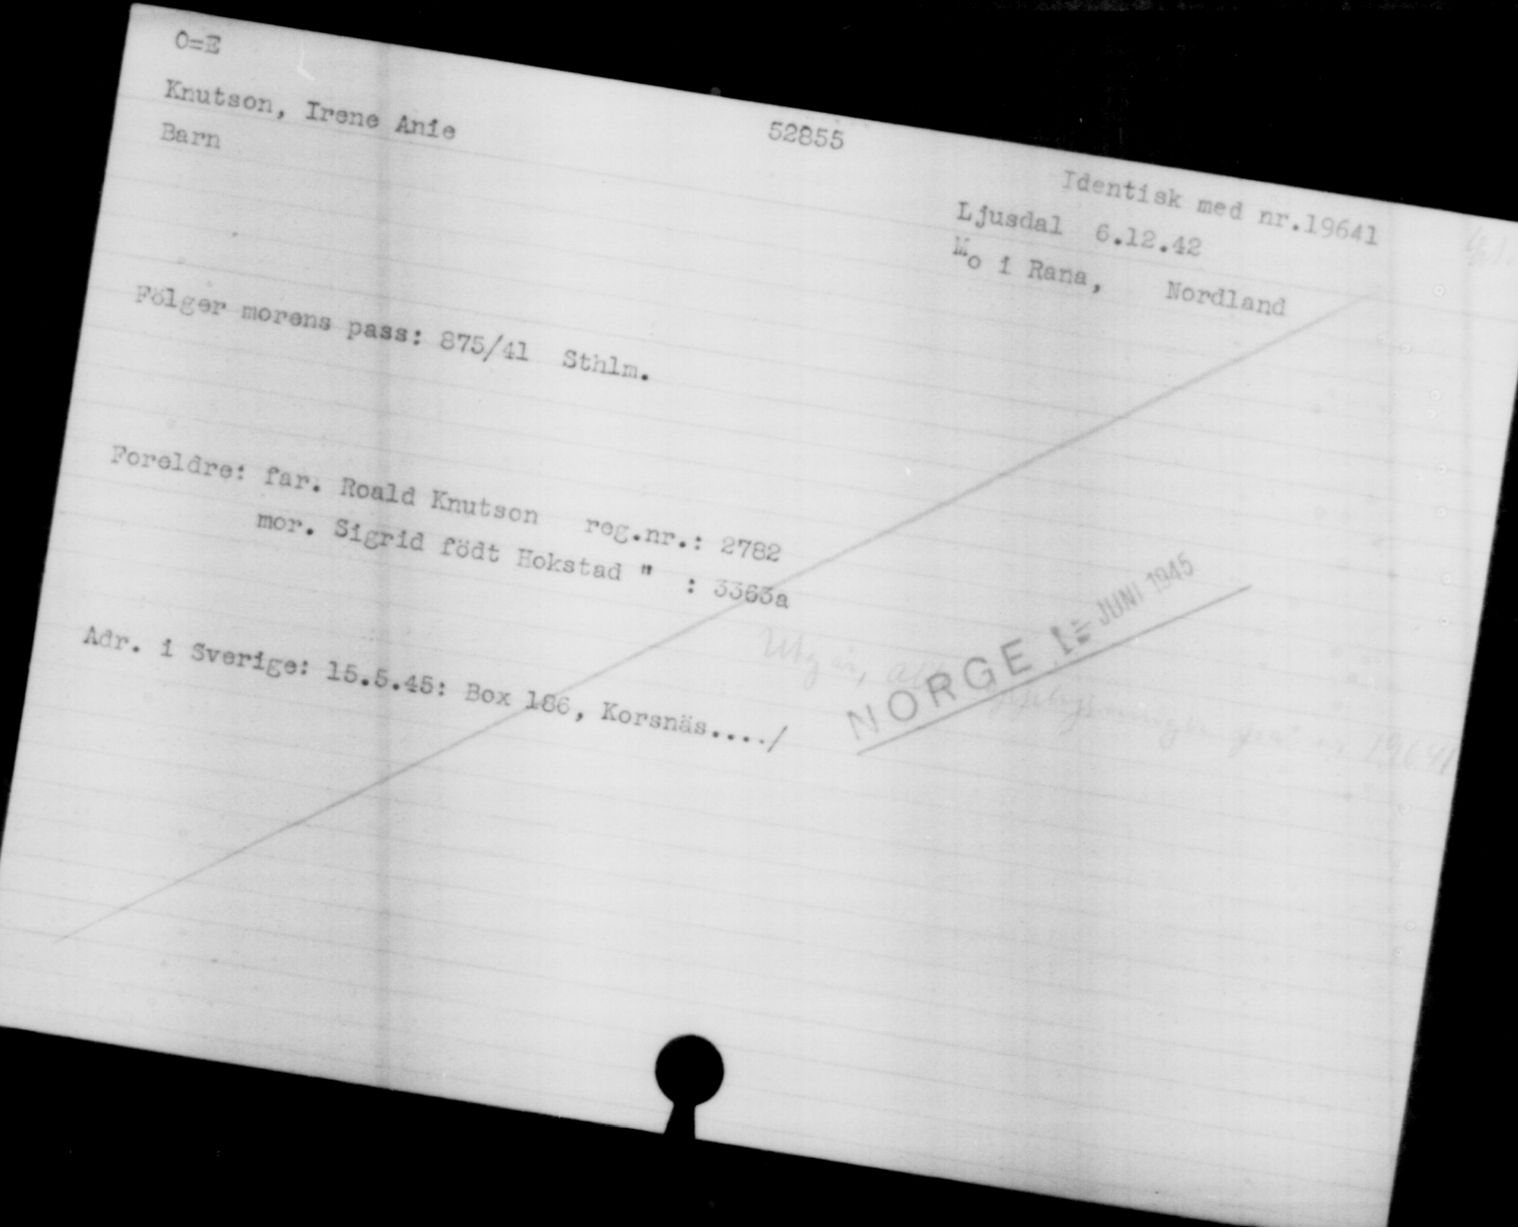 O=E
Knutson, Irene Anie 52855
Barn
Identisk med nr.19641
Ljusdal 6.12.42
Mo i Rana, Nordland
Fölger morens pass: 875/41 Sthlm.
Foreldre: far. Roald Knutson reg.nr.: 2782
mor. Sigrid födt Hokstad " : 3363a
Adr. i Sverige: 15.5.45: Box 186, Korsnäs..../
NORGE JUNI 1945
19641